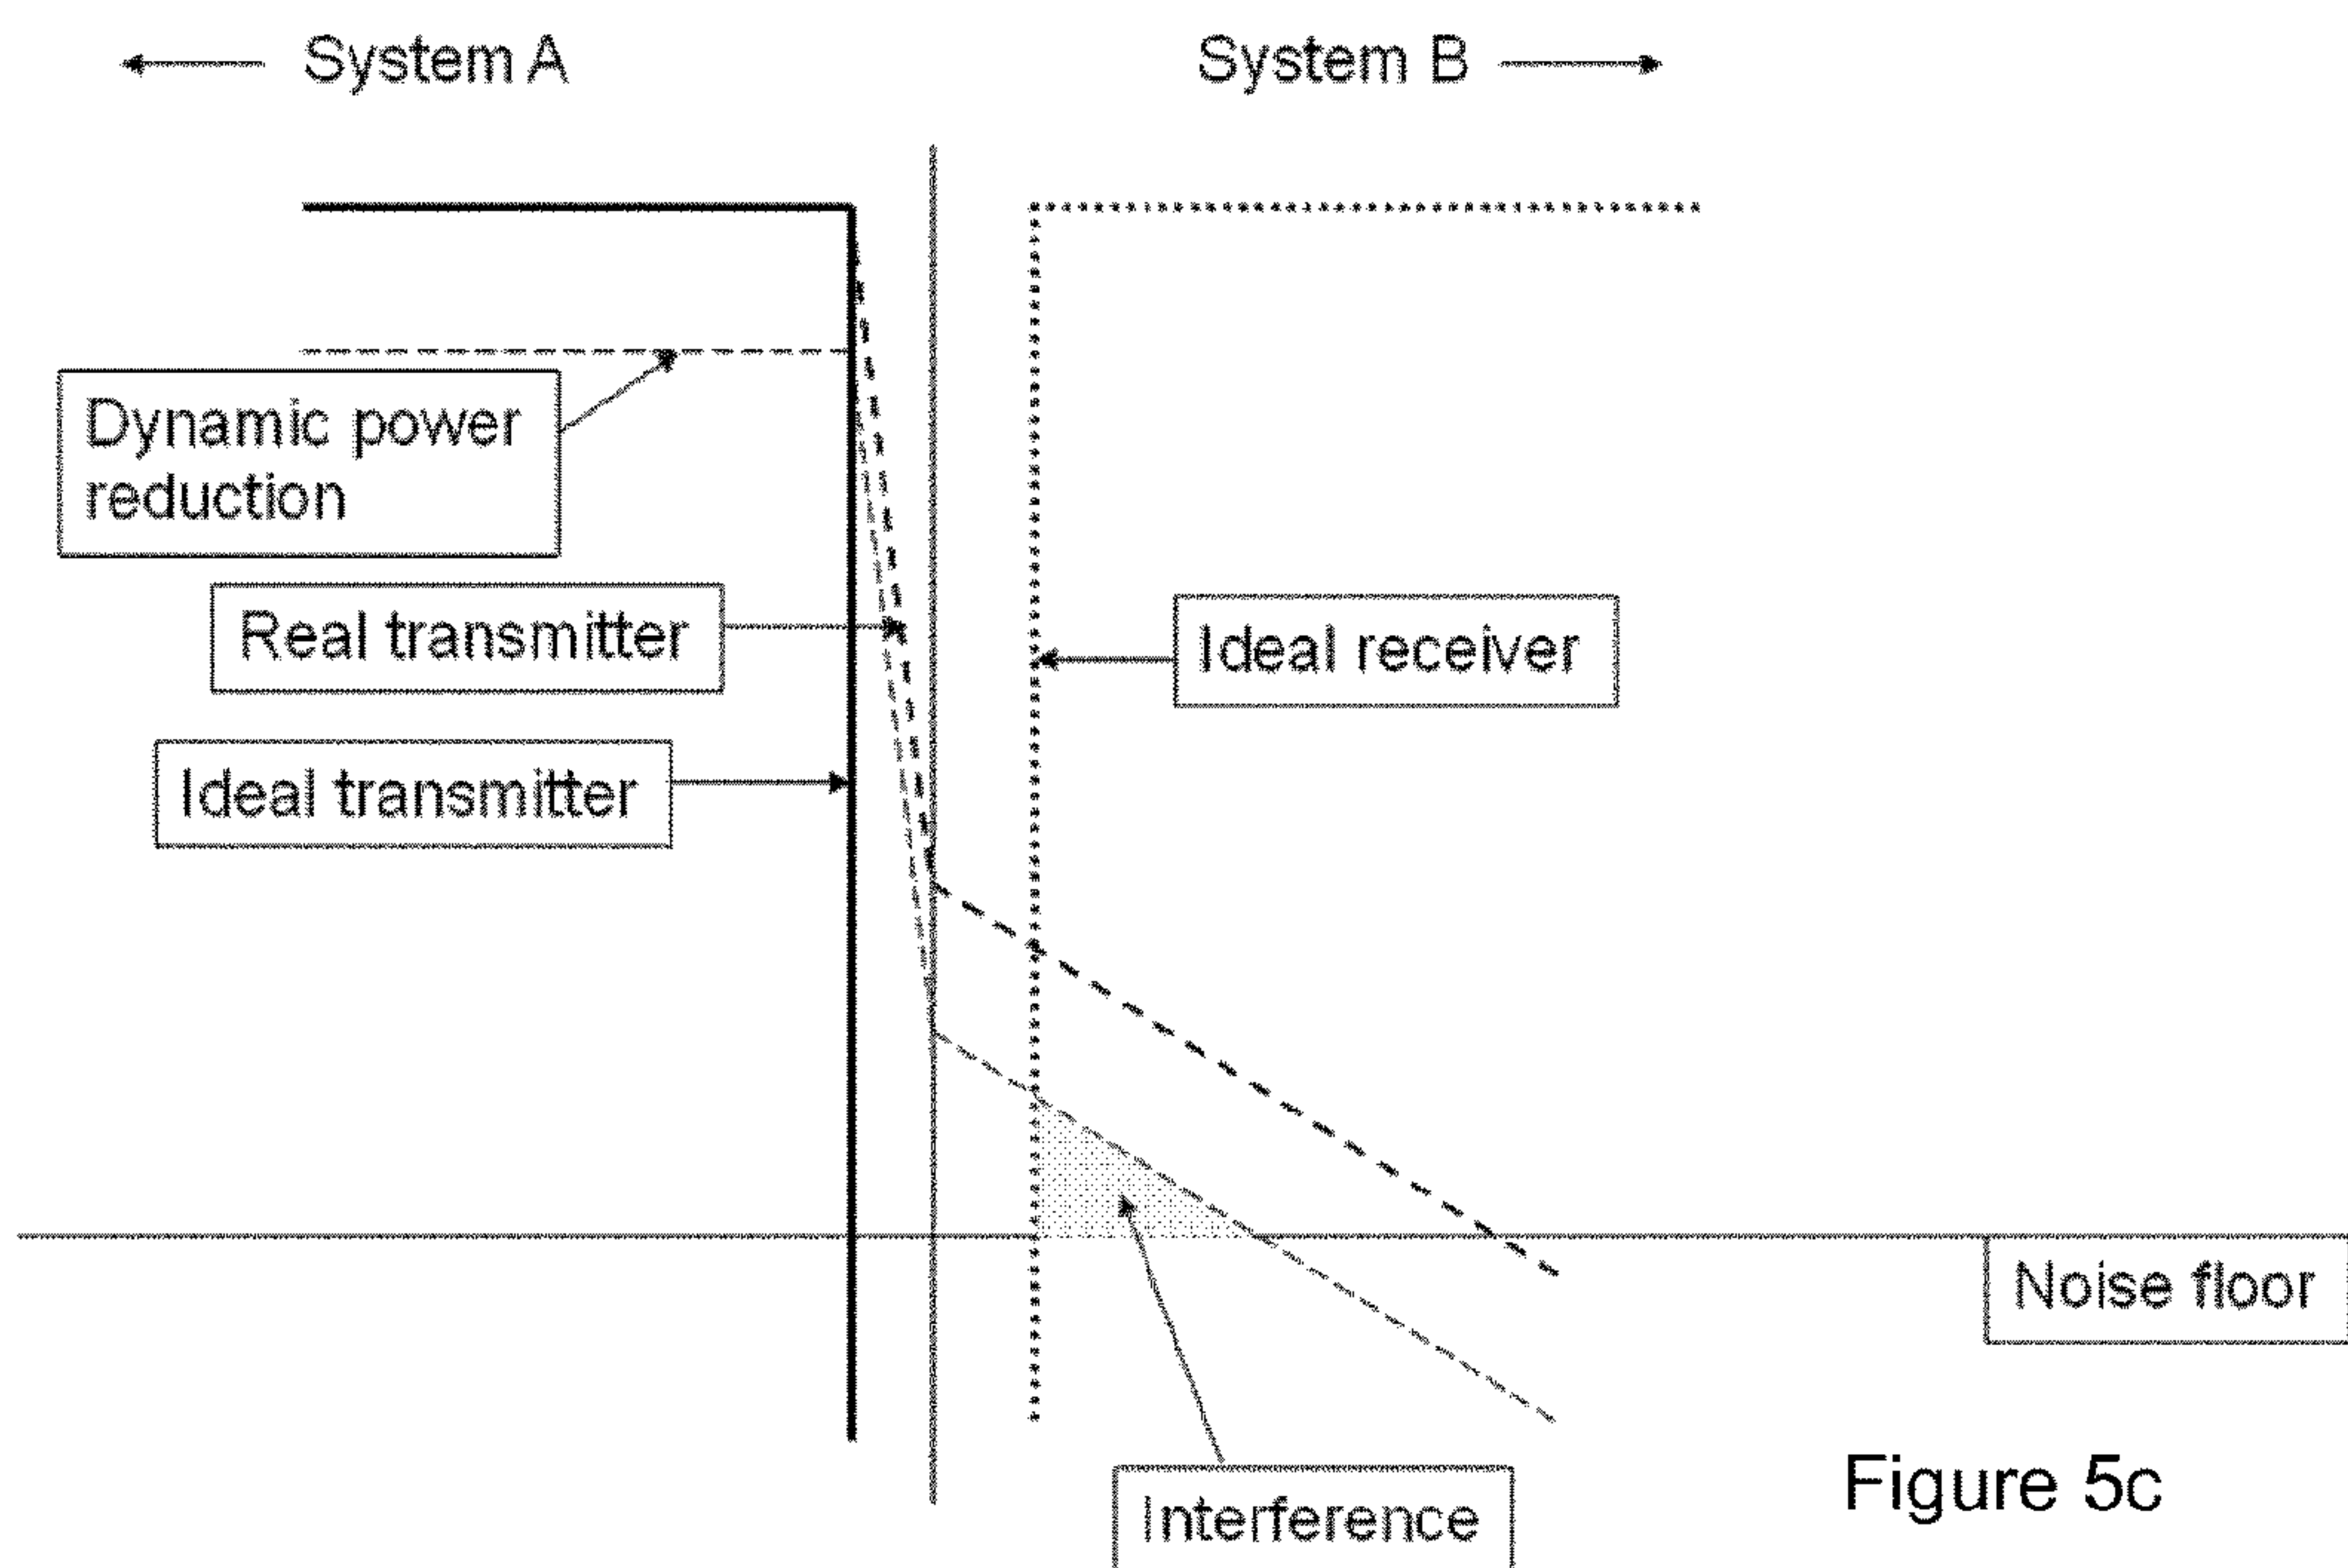 System A
System B
Dynamic power
reduction
Real transmitter
Ideal receiver
Ideal transmitter
Noise floor
Interference
Figure 5c